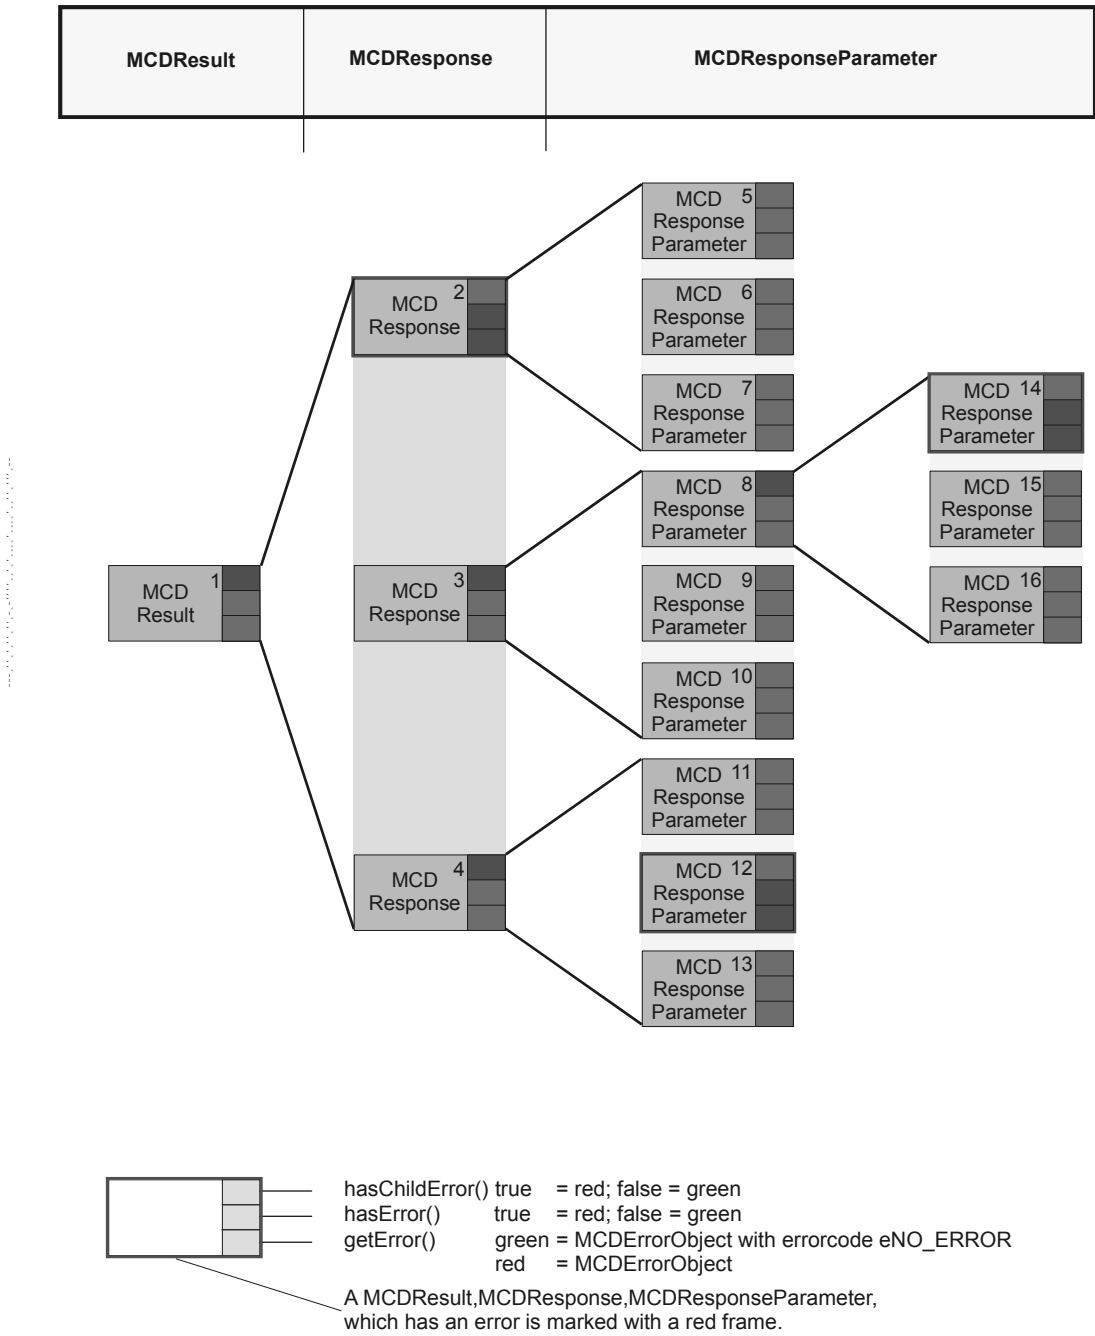 MCDResult MCDResponse MCDResponseParameter
MCD 5
Response
Parameter
2
MCD
Response
MCD 6
Response
Parameter
MCD 7
Response
Parameter
MCD 14
Response
Parameter
MCD 8
Response
Parameter
MCD 15
Response
Parameter
1
MCD
Result
3
MCD
Response
MCD 9
Response
Parameter
MCD 16
Response
Parameter
MCD 10
Response
Parameter
MCD 11
Response
Parameter
4
MCD
Response
MCD 12
Response
Parameter
MCD 13
Response
Parameter
hasChildError() true = red; false = green
hasError() true = red; false = green
getError() green = MCDErrorObject with errorcode eNO_ERROR
red = MCDErrorObject
A MCDResult,MCDResponse,MCDResponseParameter,
which has an error is marked with a red frame.